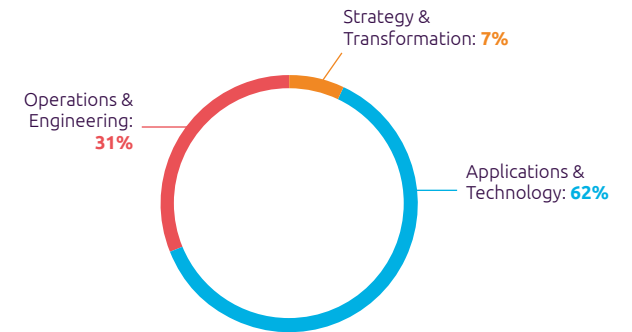 Strategy &
Transformation: 7%
Operations &
Engineering:
31%
Applications &
Technology: 62%